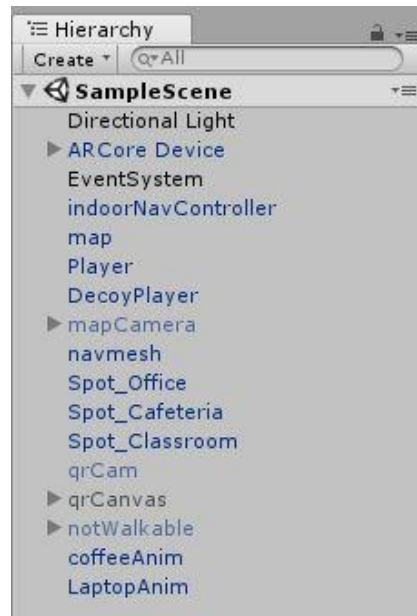 Hierarchy
Create All
SampleScene
Directional Light
ARCore Device
EventSystem
indoorNavController
map
Player
DecoyPlayer
mapCamera
navmesh
Spot_Office
Spot_Cafeteria
Spot_Classroom
qrCam
qrCanvas
notWalkable
coffeeAnim
LaptopAnim